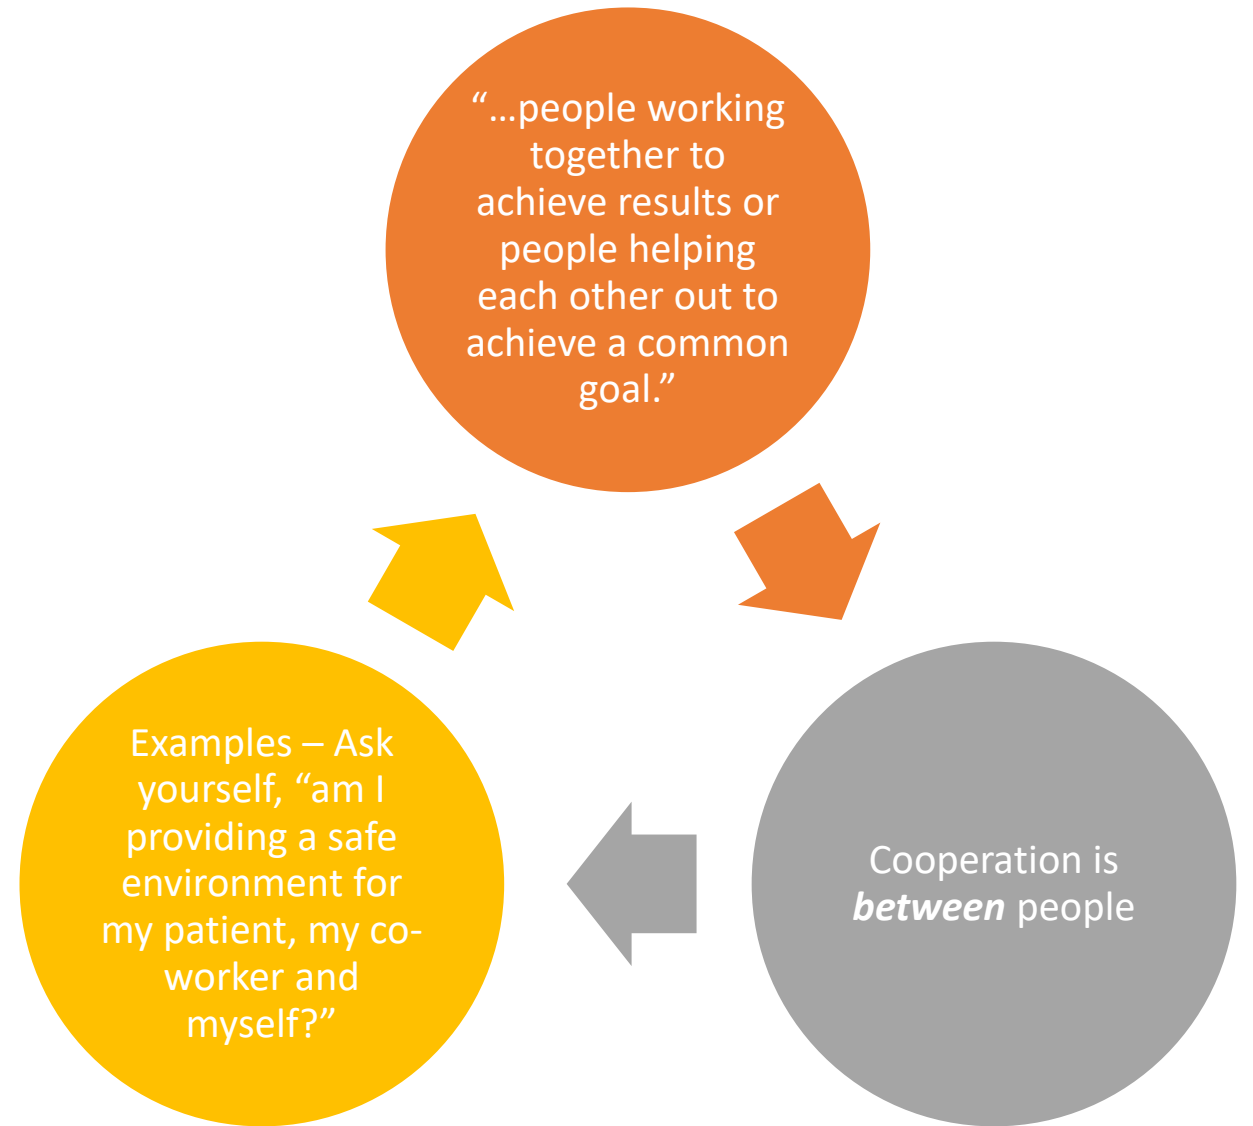 “…people working
together to
achieve results or
people helping
each other out to
achieve a common
goal.”
Cooperation is
between people
Examples – Ask
yourself, “am I
providing a safe
environment for
my patient, my co-
worker and
myself?”